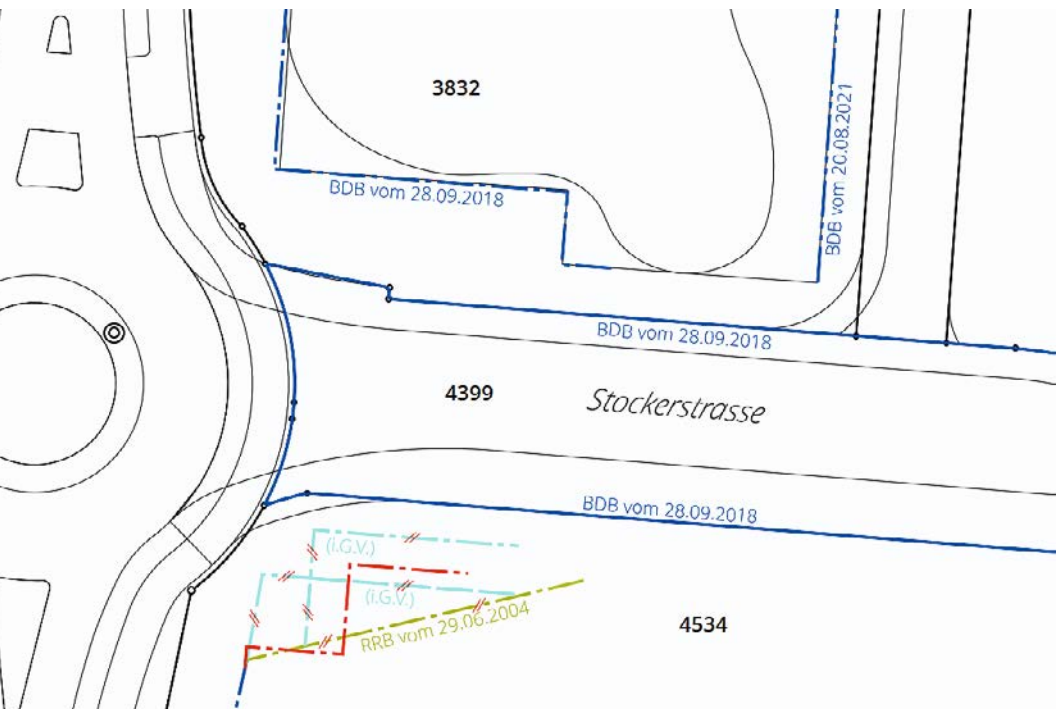 3832
BDB vom 28.09.2018
BDB vom 20.08.2021
BDB vom 28.09.2018
4399
Stockerstrasse
BDB vom 28.09.2018
(i.G.V.)
(i.G.V.)
RRB vom 29.06.2004
4534